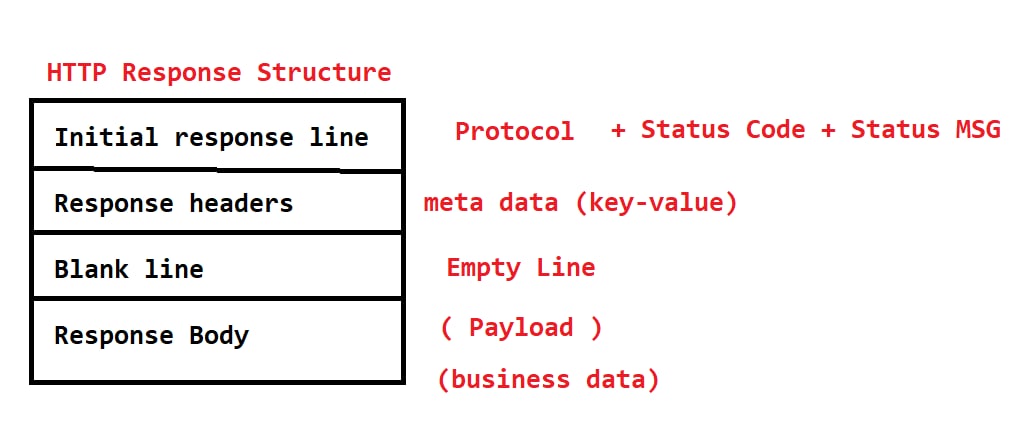 HTTP Response Structure
Initial response line Protocol + Status Code + Status MSG
Response headers meta data (key-value)
Blank line Empty Line
Response Body ( Payload )
(business data)